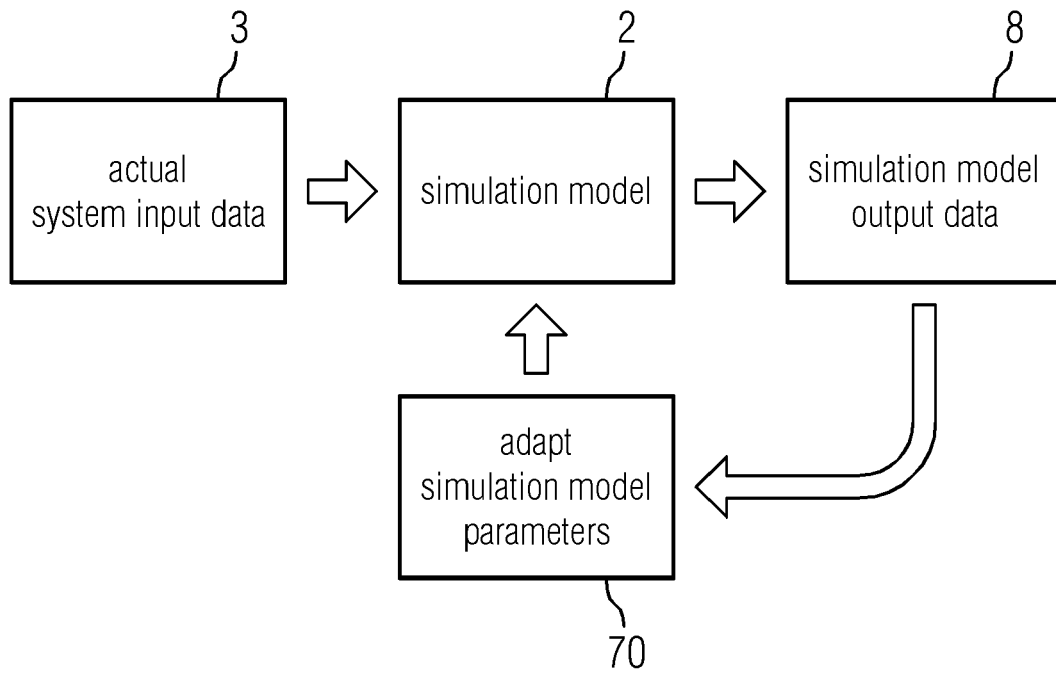 3
2
8
actual
system input data
simulation model
simulation model
output data
adapt
simulation model
parameters
70